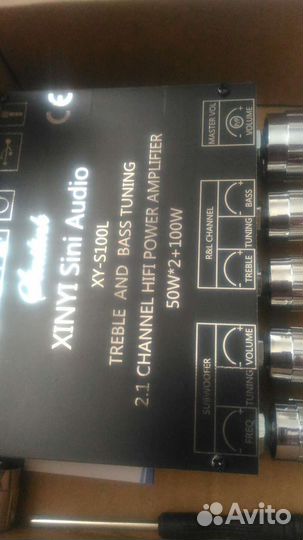 Bluetooth
XINYI Sini Audio
XY-S100L
TREBLE AND BASS TUNING
2.1 CHANNEL HIFI POWER AMPLIFIER
50W*2+100W
SUBWOOFER
FREQ TUNING
VOLUME
R&L CHANNEL
TREBLE TUNING
BASS
MASTER VOL
VOLUME
Avito